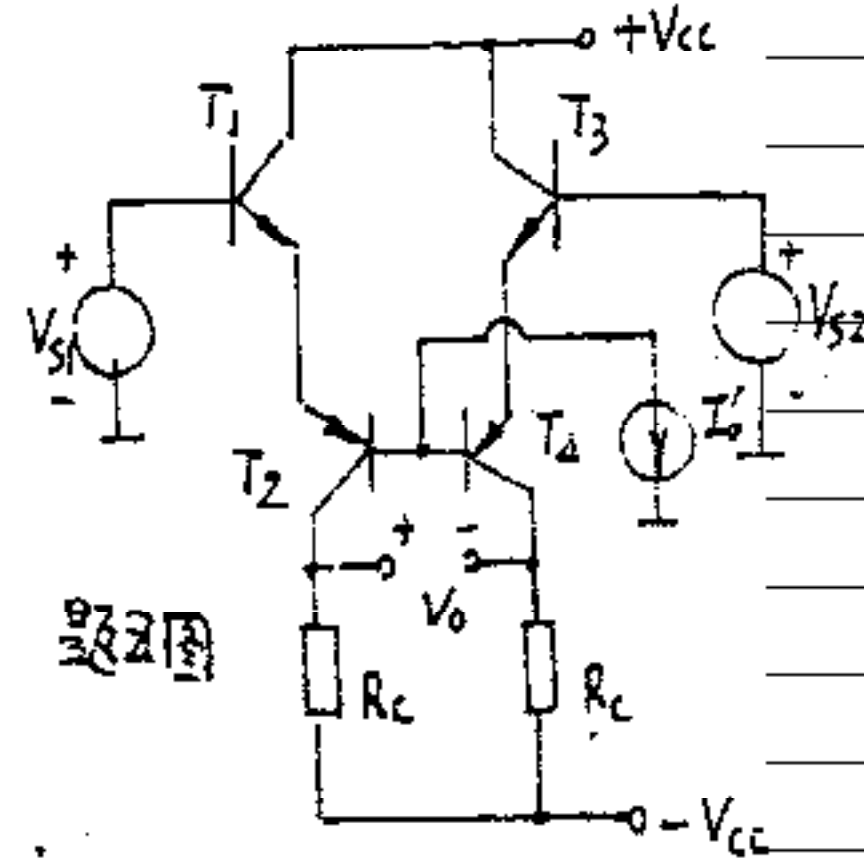 +Vcc
T1
T3
+
+
VS1
VS2
-
-
I0'
T2
T4
+ -
V0
Rc
Rc
-Vcc